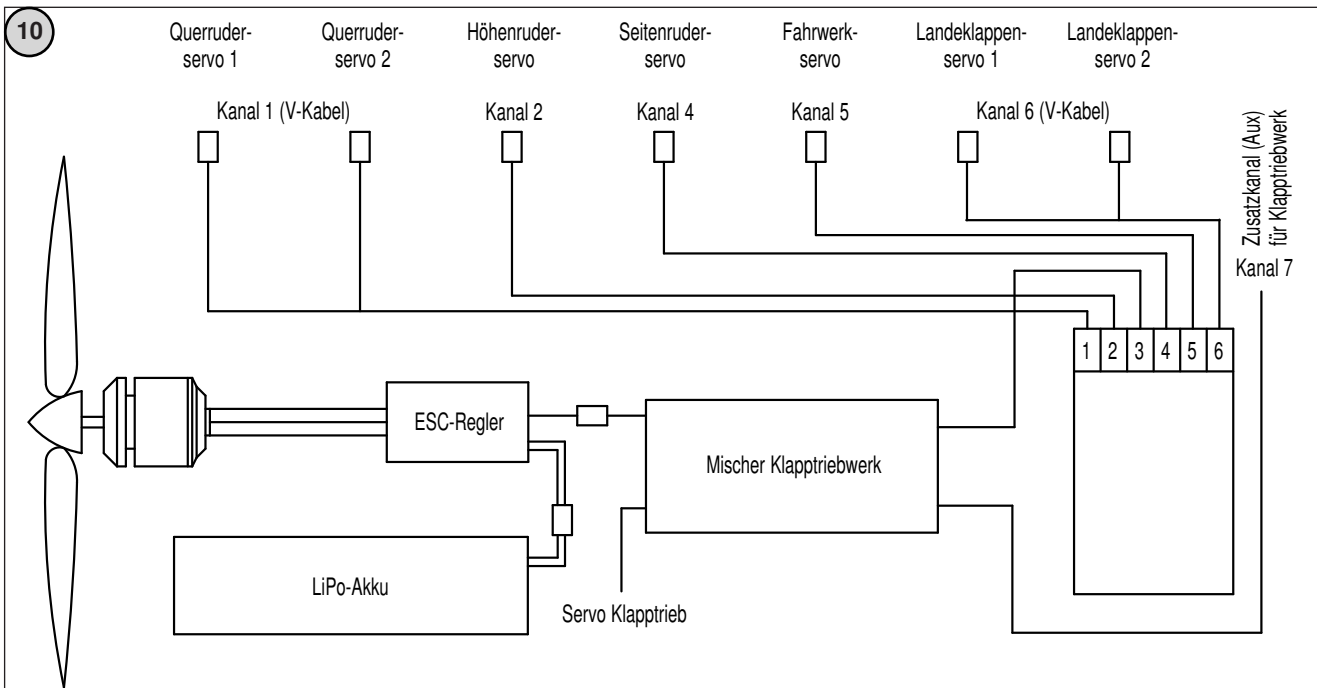 10
Querruder-
servo 1
Querruder-
servo 2
Höhenruder-
servo
Seitenruder-
servo
Fahrwerk-
servo
Landeklappen-
servo 1
Landeklappen-
servo 2
Kanal 1 (V-Kabel)
Kanal 2
Kanal 4
Kanal 5
Kanal 6 (V-Kabel)
Zusatzkanal (Aux)
für Klapptriebwerk
Kanal 7
1 2 3 4 5 6
ESC-Regler
Mischer Klapptriebwerk
LiPo-Akku
Servo Klapptrieb